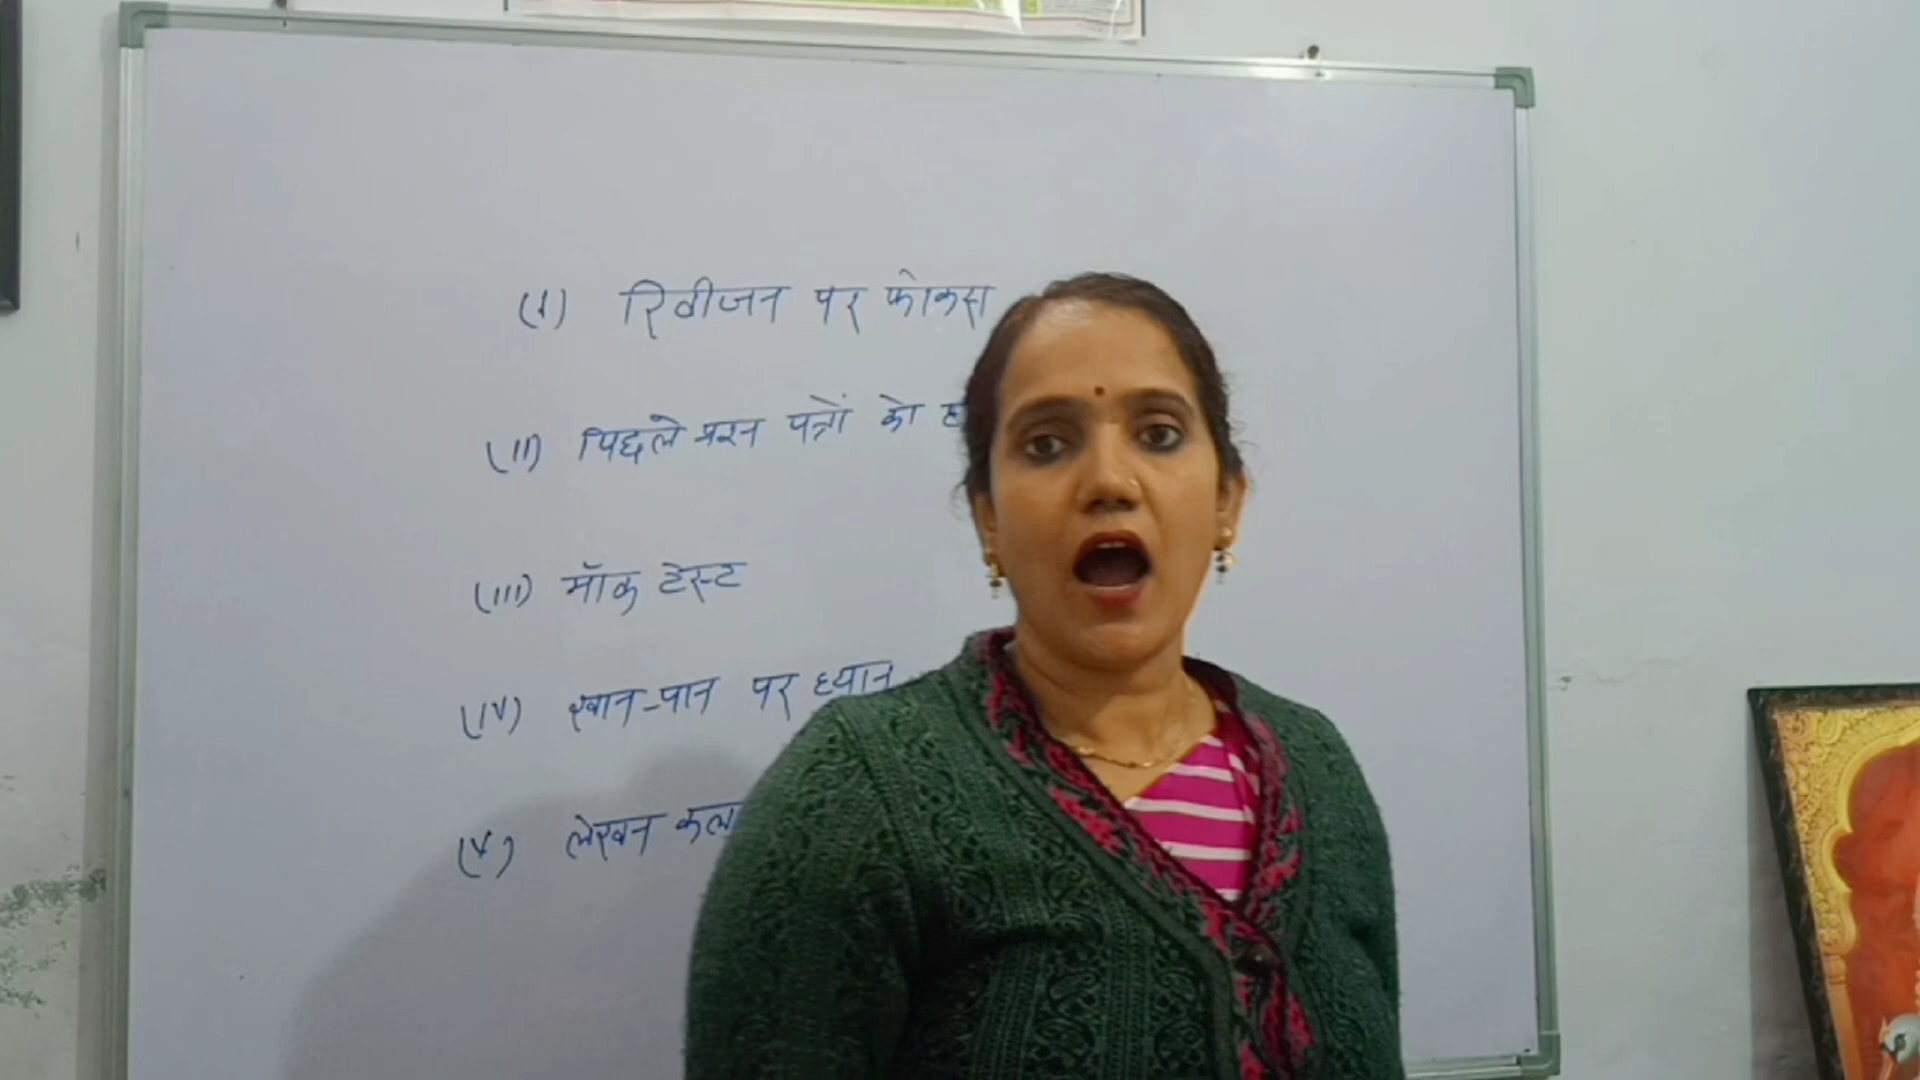 (I) रिवीजन पर फोकस
(II) पिछले प्रश्न पत्रों को
(III) मॉक टेस्ट
(IV) खान-पान पर ध्यान
(V) लेखन